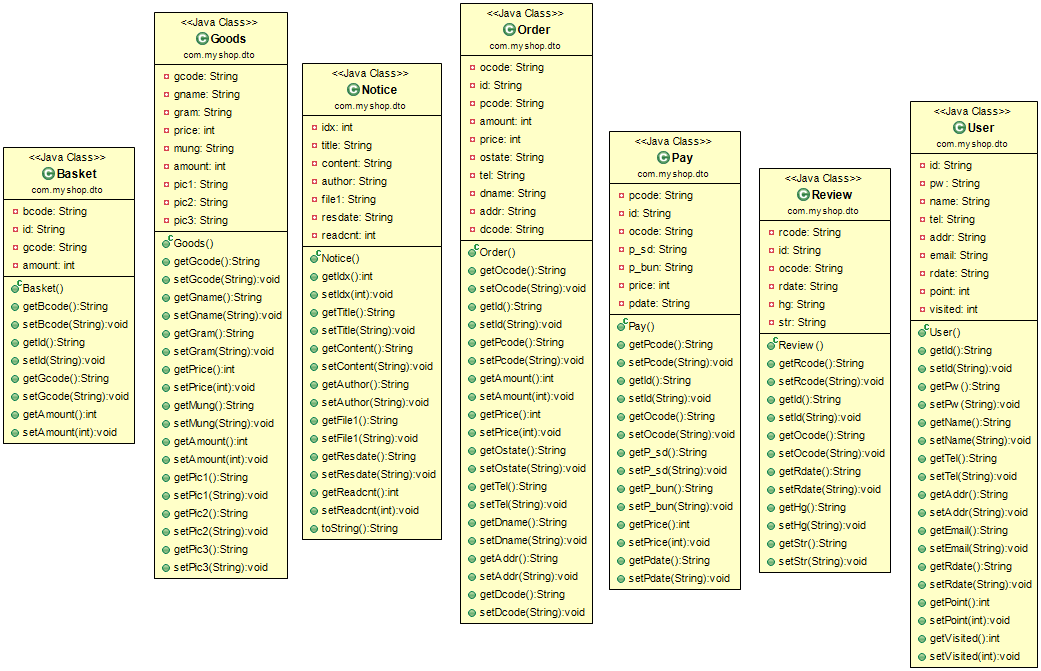 <<Java Class>>
Basket
com.myshop.dto
bcode: String
id: String
gcode: String
amount: int
Basket()
getBcode():String
setBcode(String):void
getId():String
setId(String):void
getGcode():String
setGcode(String):void
getAmount():int
setAmount(int):void
<<Java Class>>
Goods
com.myshop.dto
gcode: String
gname: String
gram: String
price: int
mung: String
amount: int
pic1: String
pic2: String
pic3: String
Goods()
getGcode():String
setGcode(String):void
getGname():String
setGname(String):void
getGram():String
setGram(String):void
getPrice():int
setPrice(int):void
getMung():String
setMung(String):void
getAmount():int
setAmount(int):void
getPic1():String
setPic1(String):void
getPic2():String
setPic2(String):void
getPic3():String
setPic3(String):void
<<Java Class>>
Notice
com.myshop.dto
idx: int
title: String
content: String
author: String
file1: String
resdate: String
readcnt: int
Notice()
getIdx():int
setIdx(int):void
getTitle():String
setTitle(String):void
getContent():String
setContent(String):void
getAuthor():String
setAuthor(String):void
getFile1():String
setFile1(String):void
getResdate():String
setResdate(String):void
getReadcnt():int
setReadcnt(int):void
toString():String
<<Java Class>>
Order
com.myshop.dto
ocode: String
id: String
pcode: String
amount: int
price: int
ostate: String
tel: String
dname: String
addr: String
dcode: String
Order()
getOcode():String
setOcode(String):void
getId():String
setId(String):void
getPcode():String
setPcode(String):void
getAmount():int
setAmount(int):void
getPrice():int
setPrice(int):void
getOstate():String
setOstate(String):void
getTel():String
setTel(String):void
getDname():String
setDname(String):void
getAddr():String
setAddr(String):void
getDcode():String
setDcode(String):void
<<Java Class>>
Pay
com.myshop.dto
pcode: String
id: String
ocode: String
p_sd: String
p_bun: String
price: int
pdate: String
Pay()
getPcode():String
setPcode(String):void
getId():String
setId(String):void
getOcode():String
setOcode(String):void
getP_sd():String
setP_sd(String):void
getP_bun():String
setP_bun(String):void
getPrice():int
setPrice(int):void
getPdate():String
setPdate(String):void
<<Java Class>>
Review
com.myshop.dto
rcode: String
id: String
ocode: String
rdate: String
hg: String
str: String
Review()
getRcode():String
setRcode(String):void
getId():String
setId(String):void
getOcode():String
setOcode(String):void
getRdate():String
setRdate(String):void
getHg():String
setHg(String):void
getStr():String
setStr(String):void
<<Java Class>>
User
com.myshop.dto
id: String
pw: String
name: String
tel: String
addr: String
email: String
rdate: String
point: int
visited: int
User()
getId():String
setId(String):void
getPw():String
setPw(String):void
getName():String
setName(String):void
getTel():String
setTel(String):void
getAddr():String
setAddr(String):void
getEmail():String
setEmail(String):void
getRdate():String
setRdate(String):void
getPoint():int
setPoint(int):void
getVisited():int
setVisited(int):void